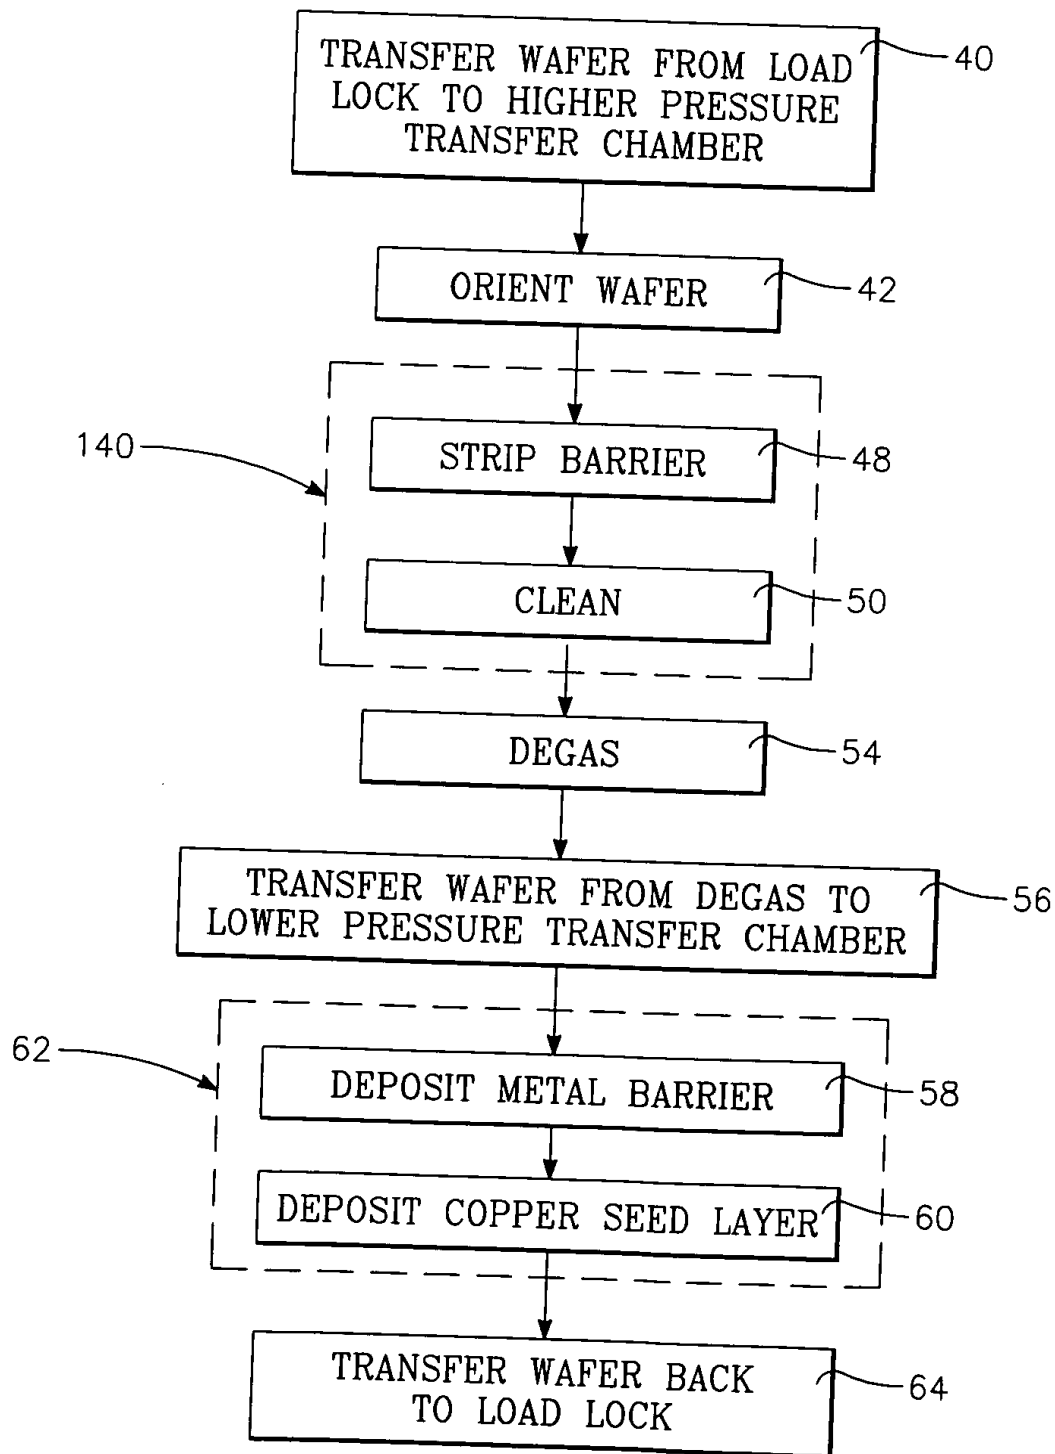 TRANSFER WAFER FROM LOAD
LOCK TO HIGHER PRESSURE
TRANSFER CHAMBER
40
ORIENT WAFER
42
140
STRIP BARRIER
48
CLEAN
50
DEGAS
54
TRANSFER WAFER FROM DEGAS TO
LOWER PRESSURE TRANSFER CHAMBER
56
62
DEPOSIT METAL BARRIER
58
DEPOSIT COPPER SEED LAYER
60
TRANSFER WAFER BACK
TO LOAD LOCK
64